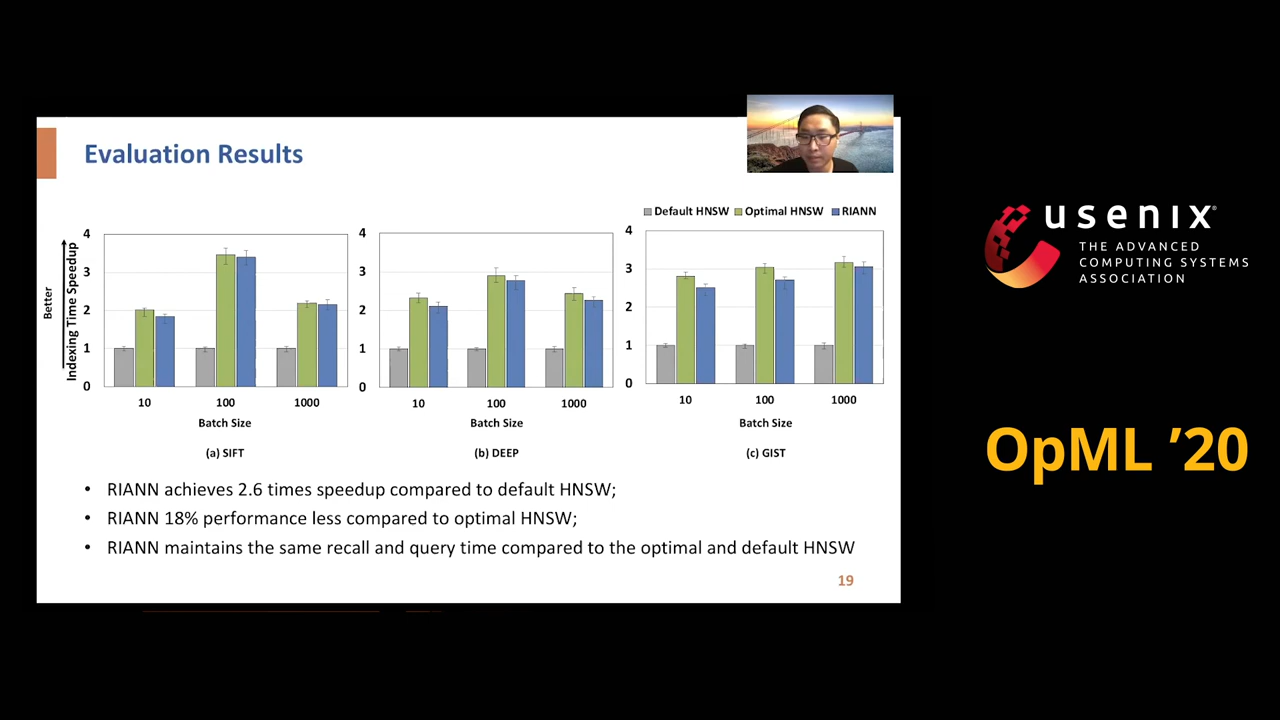 Evaluation Results
Default HNSW Optimal HNSW RIANN
Better
Indexing Time Speedup
4
3
2
1
0
10 100 1000
Batch Size
(a) SIFT
4
3
2
1
0
10 100 1000
Batch Size
(b) DEEP
4
3
2
1
0
10 100 1000
Batch Size
(c) GIST
• RIANN achieves 2.6 times speedup compared to default HNSW;
• RIANN 18% performance less compared to optimal HNSW;
• RIANN maintains the same recall and query time compared to the optimal and default HNSW
19
usenix®
THE ADVANCED
COMPUTING SYSTEMS
ASSOCIATION
OpML ’20